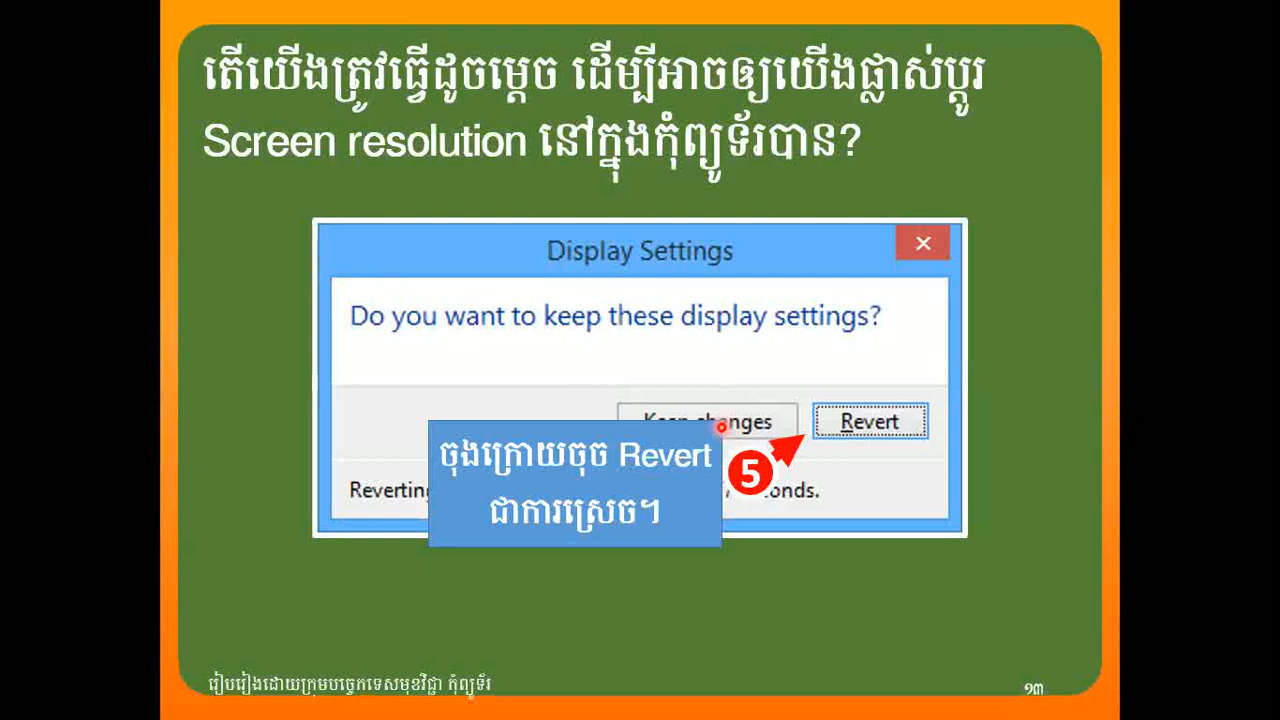 តើយើងត្រូវធ្វើដូចម្ដេច ដើម្បីអាចឲ្យយើងផ្លាស់ប្ដូរ
Screen resolution នៅក្នុងកុំព្យូទ័របាន?
Display Settings
Do you want to keep these display settings?
Keep changes
Revert
ចុងក្រោយចុច Revert
ជាការស្រេច។
5
Reverting
រៀបរៀងដោយក្រុមបច្ចេកទេសមុខវិជ្ជា កុំព្យូទ័រ
១៣